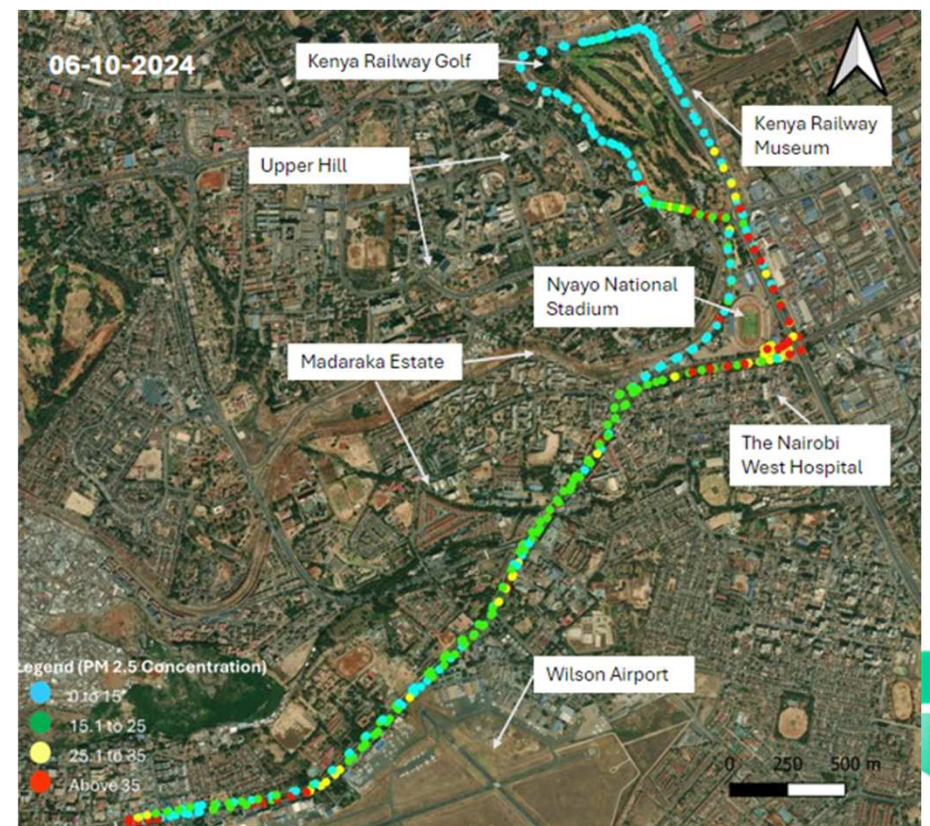 06-10-2024
Kenya Railway Golf
Kenya Railway
Museum
Upper Hill
Nyayo National
Stadium
Madaraka Estate
The Nairobi
West Hospital
Wilson Airport
Legend (PM 2.5 Concentration)
0 to 15
15.1 to 25
25.1 to 35
Above 35
0 250 500 m